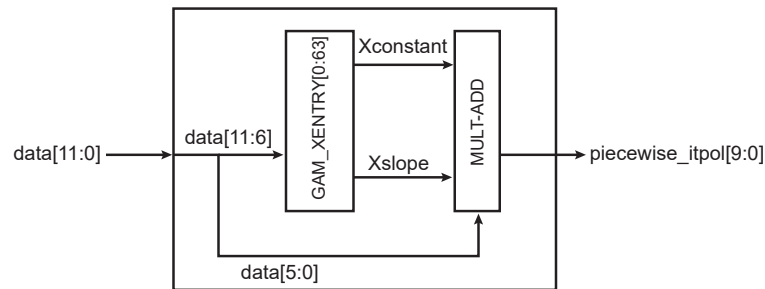 Xconstant
GAM_XENTRY[0:63]
MULT-ADD
data[11:6]
data[11:0]
piecewise_itpol[9:0]
Xslope
data[5:0]